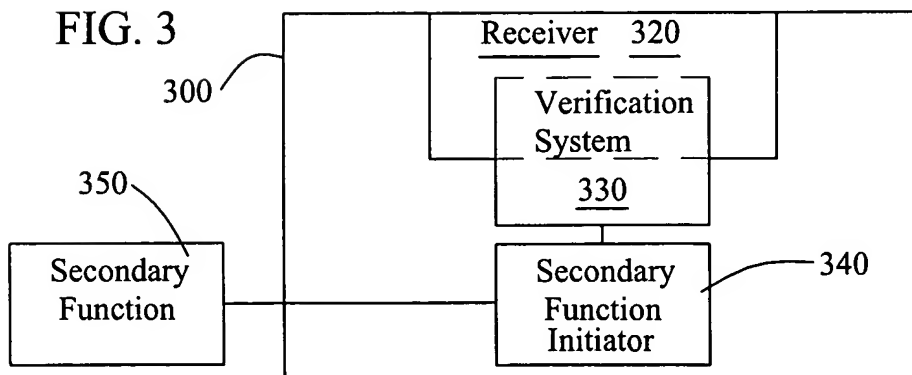 FIG. 3
300
Receiver 320
Verification
System
330
350
Secondary
Function
Secondary
Function
Initiator
340